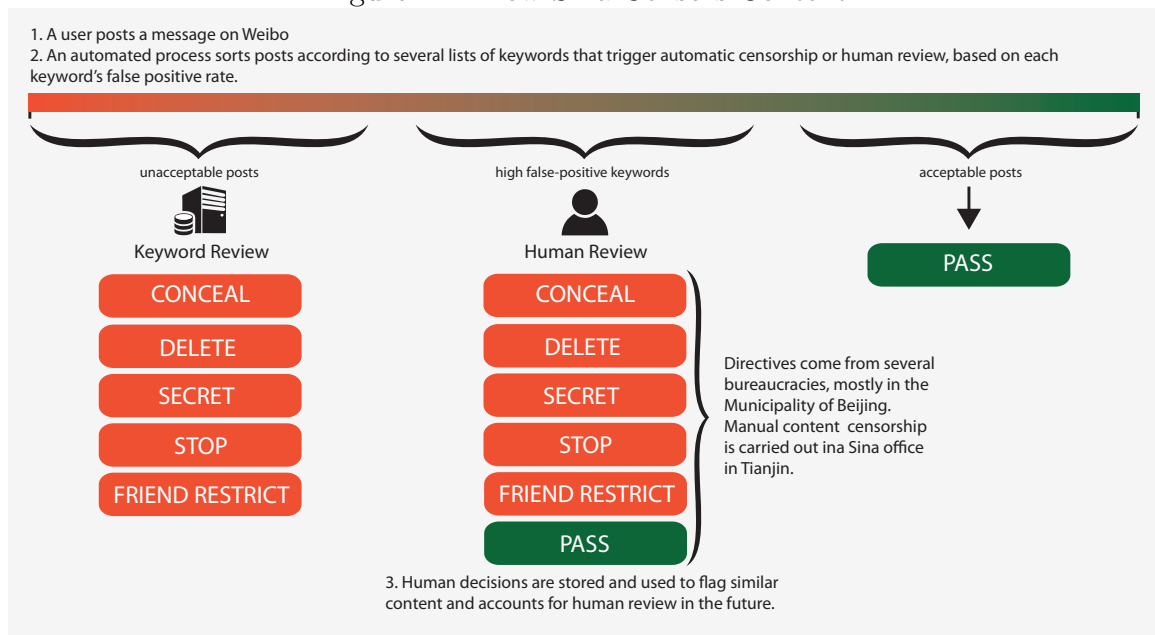 1. A user posts a message on Weibo
2. An automated process sorts posts according to several lists of keywords that trigger automatic censorship or human review, based on each
keyword's false positive rate.
unacceptable posts
high false-positive keywords
acceptable posts
Keyword Review
Human Review
PASS
CONCEAL
DELETE
SECRET
STOP
FRIEND RESTRICT
CONCEAL
DELETE
SECRET
STOP
FRIEND RESTRICT
PASS
Directives come from several
bureaucracies, mostly in the
Municipality of Beijing.
Manual content censorship
is carried out ina Sina office
in Tianjin.
3. Human decisions are stored and used to flag similar
content and accounts for human review in the future.